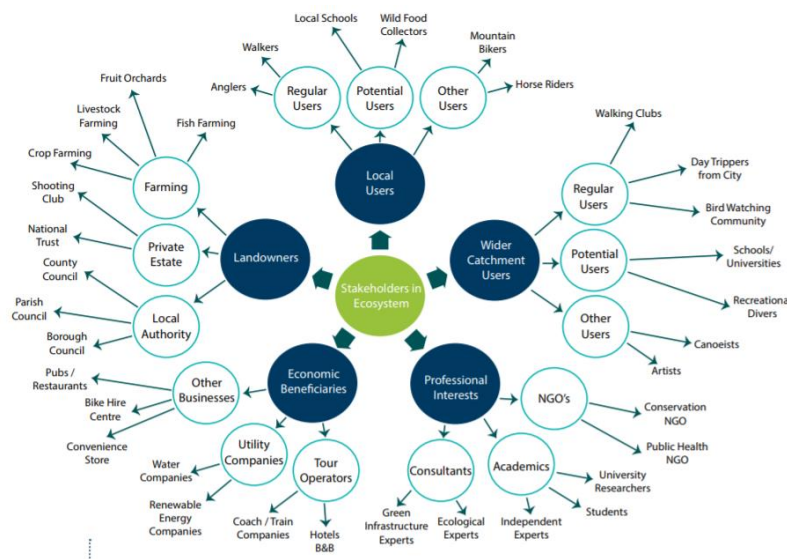 Stakeholders in
Ecosystem
Local
Users
Regular
Users
Anglers
Walkers
Potential
Users
Local Schools
Wild Food
Collectors
Other
Users
Mountain
Bikers
Horse Riders
Wider
Catchment
Users
Regular
Users
Walking Clubs
Day Trippers
from City
Bird Watching
Community
Potential
Users
Schools/
Universities
Recreational
Divers
Other
Users
Canoeists
Artists
Professional
Interests
NGO's
Conservation
NGO
Public Health
NGO
Academics
University
Researchers
Students
Independent
Experts
Consultants
Ecological
Experts
Green
Infrastructure
Experts
Economic
Beneficiaries
Tour
Operators
Hotels
B&B
Coach / Train
Companies
Utility
Companies
Renewable
Energy
Companies
Water
Companies
Other
Businesses
Convenience
Store
Bike Hire
Centre
Pubs /
Restaurants
Landowners
Local
Authority
Borough
Council
Parish
Council
County
Council
Private
Estate
National
Trust
Shooting
Club
Farming
Crop Farming
Livestock
Farming
Fruit Orchards
Fish Farming